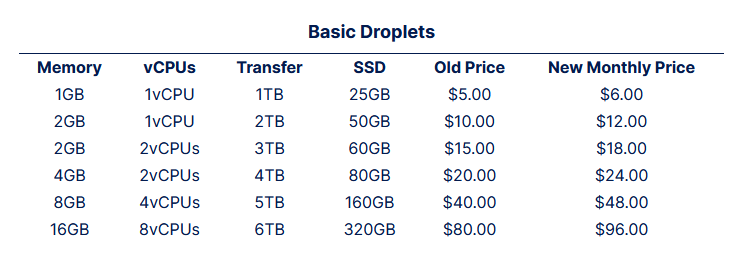 Basic Droplets
Memory vCPUs Transfer SSD Old Price New Monthly Price
1GB 1vCPU 1TB 25GB $5.00 $6.00
2GB 1vCPU 2TB 50GB $10.00 $12.00
2GB 2vCPUs 3TB 60GB $15.00 $18.00
4GB 2vCPUs 4TB 80GB $20.00 $24.00
8GB 4vCPUs 5TB 160GB $40.00 $48.00
16GB 8vCPUs 6TB 320GB $80.00 $96.00